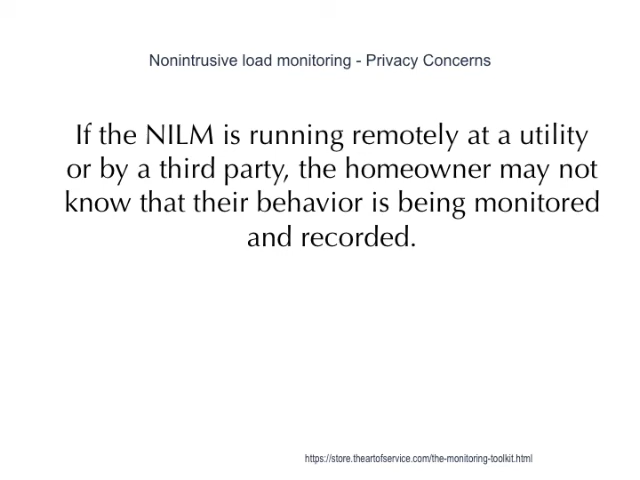 Nonintrusive load monitoring - Privacy Concerns
If the NILM is running remotely at a utility
or by a third party, the homeowner may not
know that their behavior is being monitored
and recorded.
https://store.theartofservice.com/the-monitoring-toolkit.html